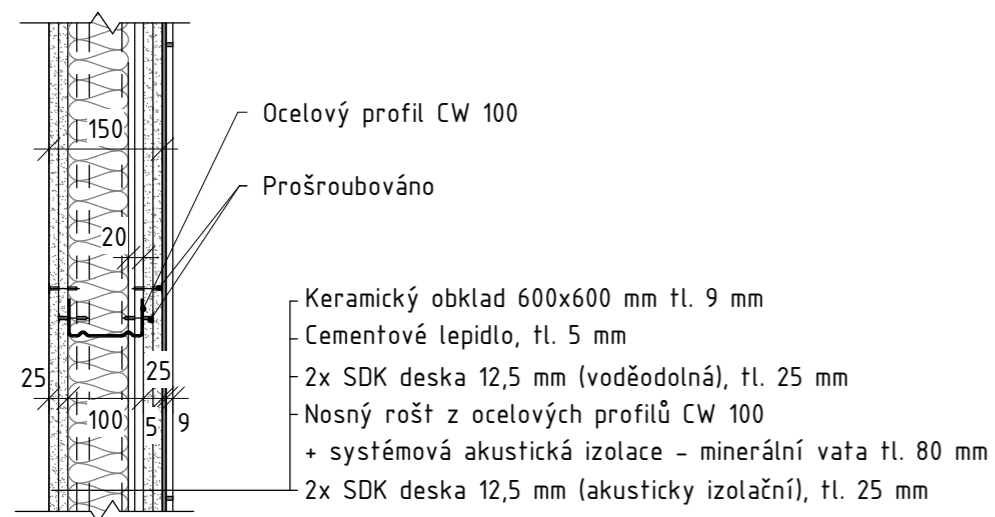 150
Ocelový profil CW 100
Prošroubováno
20
Keramický obklad 600x600 mm tl. 9 mm
Cementové lepidlo, tl. 5 mm
25
25
2x SDK deska 12,5 mm (voděodolná), tl. 25 mm
100
5
9
Nosný rošt z ocelových profilů CW 100
+ systémová akustická izolace - minerální vata tl. 80 mm
2x SDK deska 12,5 mm (akusticky izolační), tl. 25 mm